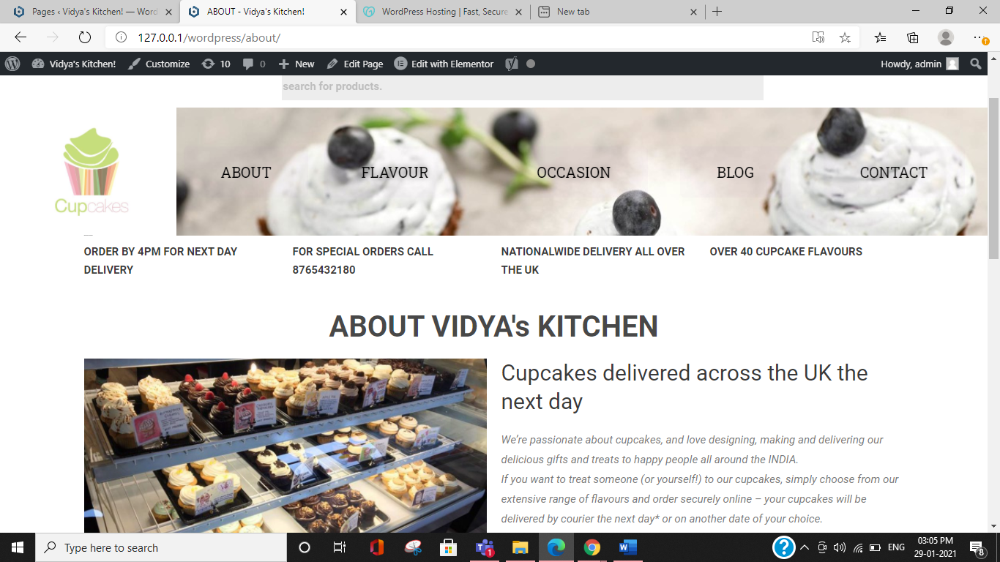 Pages ‹ Vidya's Kitchen! — Word
ABOUT - Vidya's Kitchen!
WordPress Hosting | Fast, Secure
New tab
127.0.0.1/wordpress/about/
Vidya's Kitchen! Customize 10 0 New Edit Page Edit with Elementor Howdy, admin
search for products.
Cupcakes
ABOUT FLAVOUR OCCASION BLOG CONTACT
ORDER BY 4PM FOR NEXT DAY
DELIVERY
FOR SPECIAL ORDERS CALL
8765432180
NATIONALWIDE DELIVERY ALL OVER
THE UK
OVER 40 CUPCAKE FLAVOURS
ABOUT VIDYA's KITCHEN
Cupcakes delivered across the UK the
next day
We’re passionate about cupcakes, and love designing, making and delivering our
delicious gifts and treats to happy people all around the INDIA.
If you want to treat someone (or yourself!) to our cupcakes, simply choose from our
extensive range of flavours and order securely online – your cupcakes will be
delivered by courier the next day* or on another date of your choice.
Type here to search
1
ENG
03:05 PM
29-01-2021
8